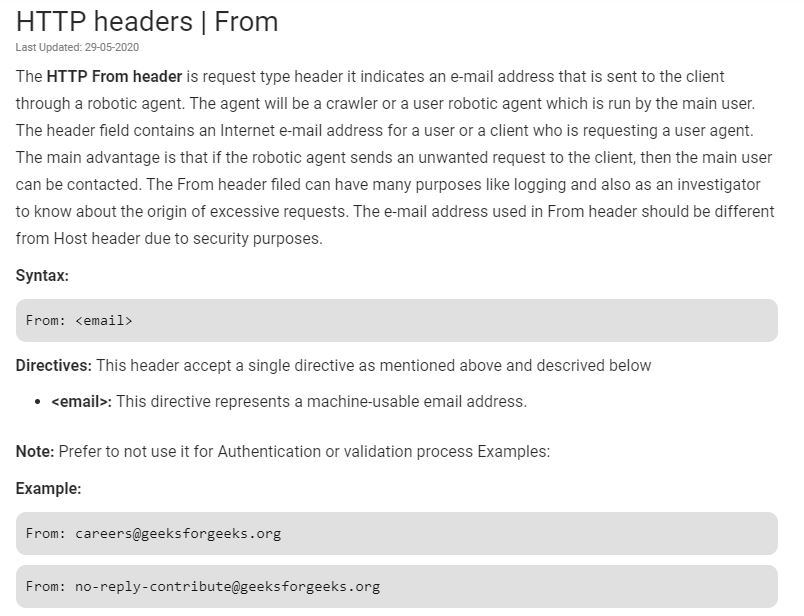 HTTP headers | From
Last Updated: 29-05-2020
The HTTP From header is request type header it indicates an e-mail address that is sent to the client
through a robotic agent. The agent will be a crawler or a user robotic agent which is run by the main user.
The header field contains an Internet e-mail address for a user or a client who is requesting a user agent.
The main advantage is that if the robotic agent sends an unwanted request to the client, then the main user
can be contacted. The From header filed can have many purposes like logging and also as an investigator
to know about the origin of excessive requests. The e-mail address used in From header should be different
from Host header due to security purposes.
Syntax:
From: <email>
Directives: This header accept a single directive as mentioned above and descrived below
• <email>: This directive represents a machine-usable email address.
Note: Prefer to not use it for Authentication or validation process Examples:
Example:
From: careers@geeksforgeeks.org
From: no-reply-contribute@geeksforgeeks.org